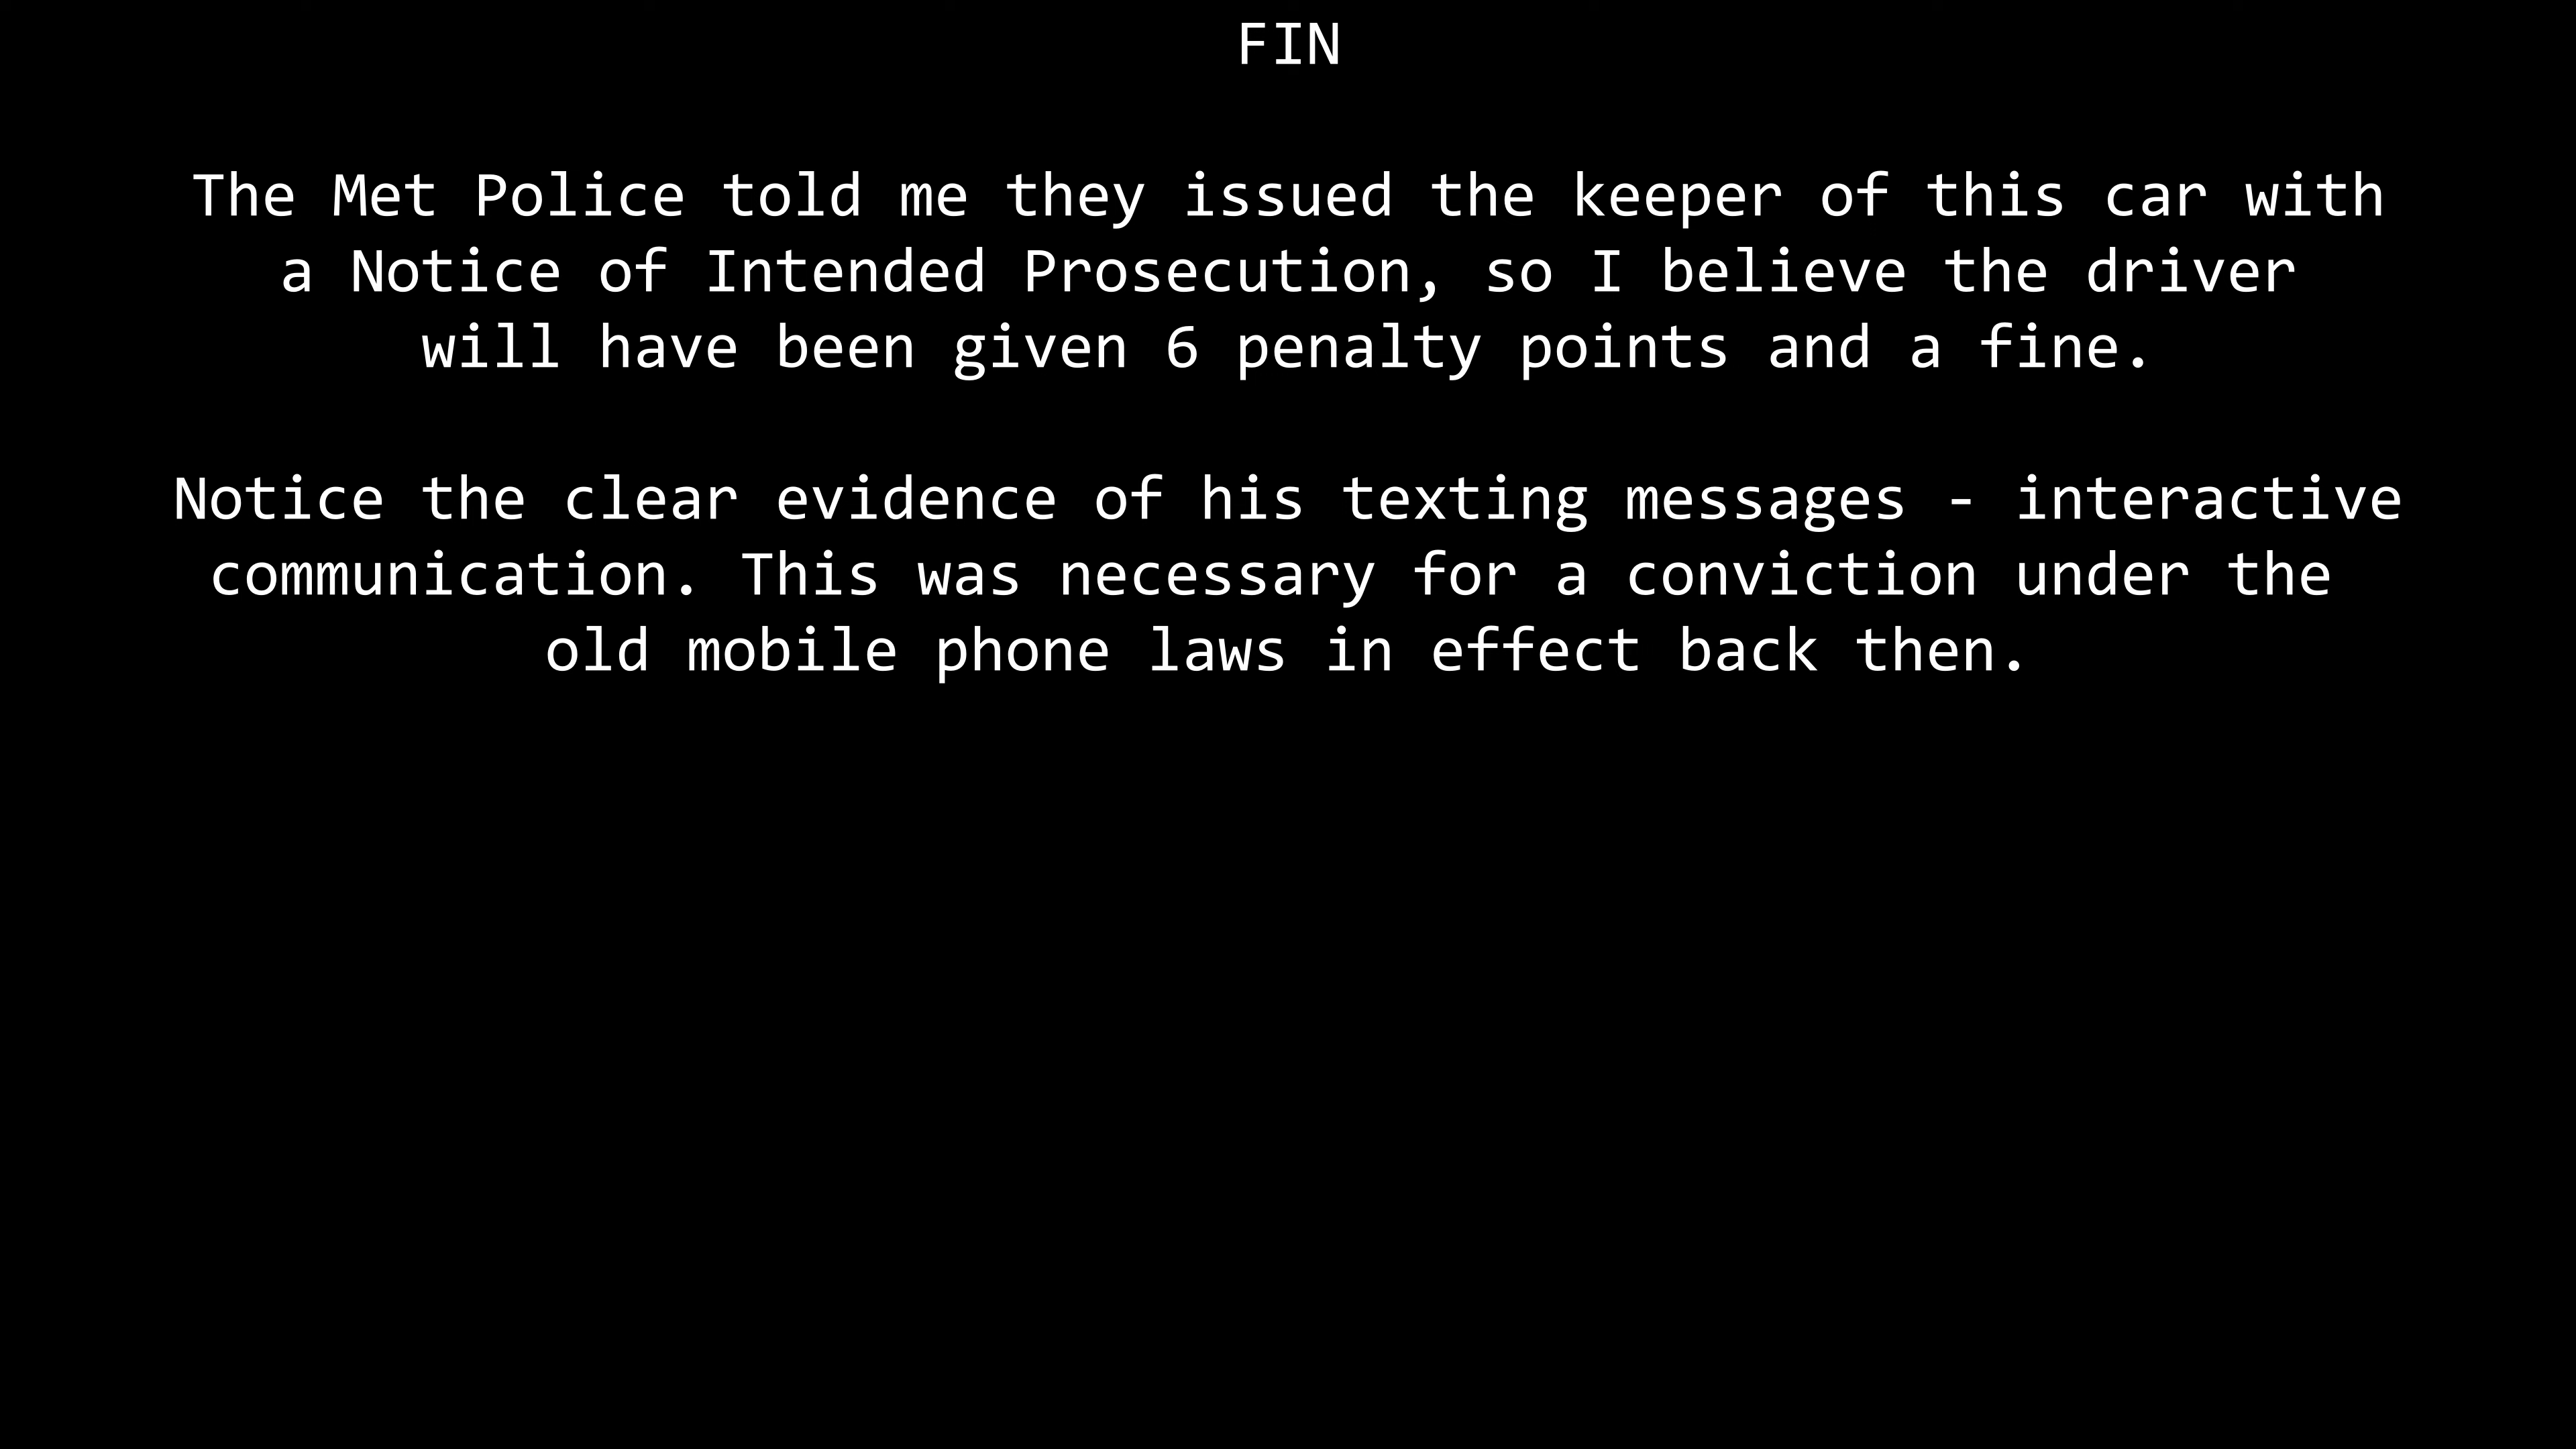 FIN
The Met Police told me they issued the keeper of this car with
a Notice of Intended Prosecution, so I believe the driver
will have been given 6 penalty points and a fine.
Notice the clear evidence of his texting messages - interactive
communication. This was necessary for a conviction under the
old mobile phone laws in effect back then.